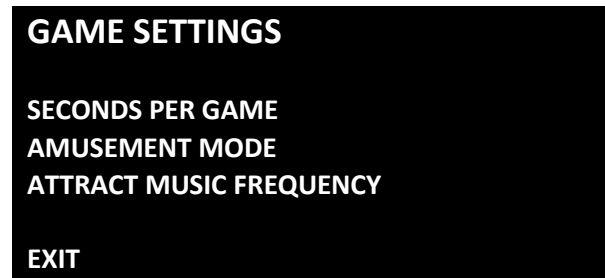 GAME SETTINGS
SECONDS PER GAME
AMUSEMENT MODE
ATTRACT MUSIC FREQUENCY
EXIT